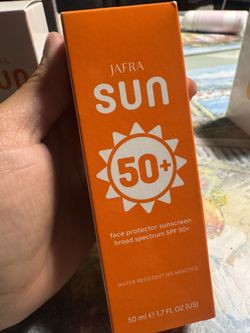 JAFRA
SUN
50+
face protector sunscreen
broad spectrum SPF 50+
WATER RESISTANT (40 MINUTES)
50 ml e 1.7 FL OZ (US)
SUN